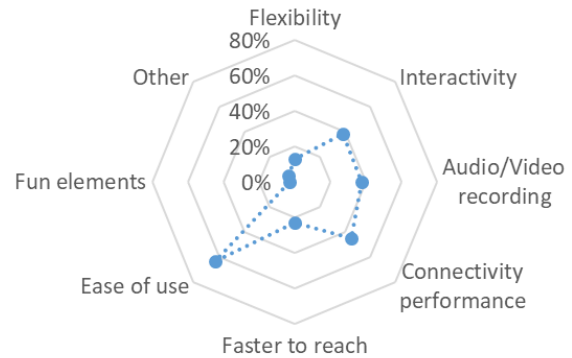 Flexibility
80%
60%
40%
20%
0%
Other
Interactivity
Fun elements
Audio/Video
recording
Ease of use
Connectivity
performance
Faster to reach